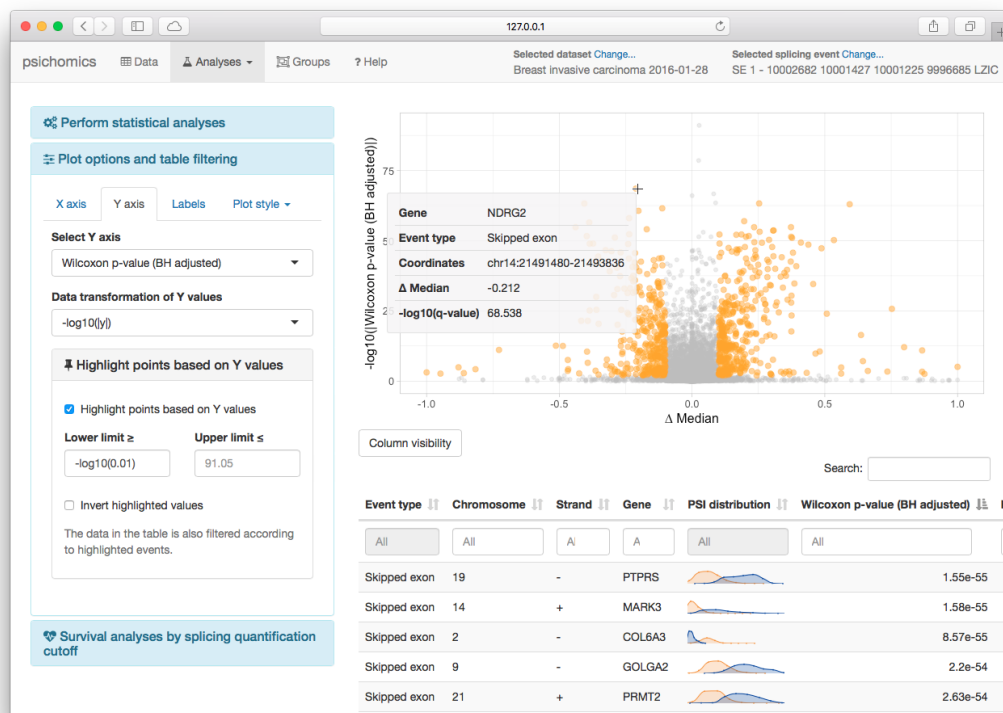 127.0.0.1
psichomics
Data
Analyses
Groups
? Help
Selected dataset Change...
Breast invasive carcinoma 2016-01-28
Selected splicing event Change...
SE 1 - 10002682 10001427 10001225 9996685 LZIC
Perform statistical analyses
Plot options and table filtering
X axis
Y axis
Labels
Plot style
Select Y axis
Wilcoxon p-value (BH adjusted)
Data transformation of Y values
-log10(|y|)
Highlight points based on Y values
Highlight points based on Y values
Lower limit ≥
Upper limit ≤
-log10(0.01)
91.05
Invert highlighted values
The data in the table is also filtered according
to highlighted events.
Survival analyses by splicing quantification
cutoff
-log10(|Wilcoxon p-value (BH adjusted)|)
75
50
25
0
Gene NDRG2
Event type Skipped exon
Coordinates chr14:21491480-21493836
Δ Median -0.212
-log10(q-value) 68.538
-1.0 -0.5 0.0 0.5 1.0
Δ Median
Column visibility
Search:
Event type Chromosome Strand Gene PSI distribution Wilcoxon p-value (BH adjusted)
All All A A All All
Skipped exon 19 - PTPRS 1.55e-55
Skipped exon 14 + MARK3 1.58e-55
Skipped exon 2 - COL6A3 8.57e-55
Skipped exon 9 - GOLGA2 2.2e-54
Skipped exon 21 + PRMT2 2.63e-54